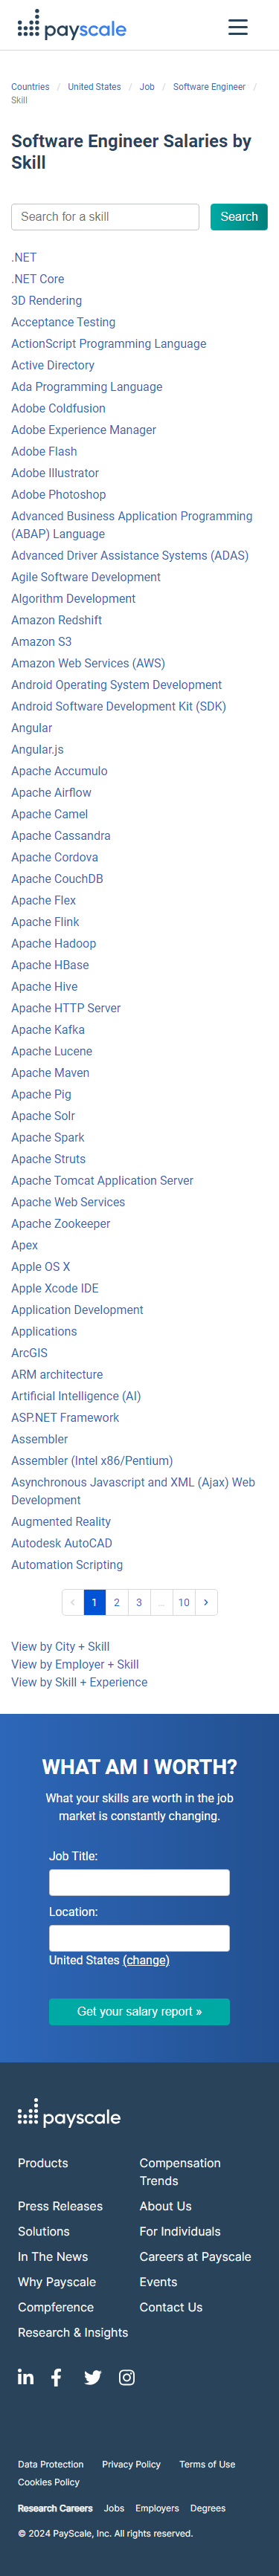 payscale
Countries / United States / Job / Software Engineer /
Skill
Software Engineer Salaries by
Skill
Search for a skill
Search
.NET
.NET Core
3D Rendering
Acceptance Testing
ActionScript Programming Language
Active Directory
Ada Programming Language
Adobe Coldfusion
Adobe Experience Manager
Adobe Flash
Adobe Illustrator
Adobe Photoshop
Advanced Business Application Programming
(ABAP) Language
Advanced Driver Assistance Systems (ADAS)
Agile Software Development
Algorithm Development
Amazon Redshift
Amazon S3
Amazon Web Services (AWS)
Android Operating System Development
Android Software Development Kit (SDK)
Angular
Angular.js
Apache Accumulo
Apache Airflow
Apache Camel
Apache Cassandra
Apache Cordova
Apache CouchDB
Apache Flex
Apache Flink
Apache Hadoop
Apache HBase
Apache Hive
Apache HTTP Server
Apache Kafka
Apache Lucene
Apache Maven
Apache Pig
Apache Solr
Apache Spark
Apache Struts
Apache Tomcat Application Server
Apache Web Services
Apache Zookeeper
Apex
Apple OS X
Apple Xcode IDE
Application Development
Applications
ArcGIS
ARM architecture
Artificial Intelligence (AI)
ASP.NET Framework
Assembler
Assembler (Intel x86/Pentium)
Asynchronous Javascript and XML (Ajax) Web
Development
Augmented Reality
Autodesk AutoCAD
Automation Scripting
‹ 1 2 3 ... 10 ›
View by City + Skill
View by Employer + Skill
View by Skill + Experience
WHAT AM I WORTH?
What your skills are worth in the job
market is constantly changing.
Job Title:
Location:
United States (change)
Get your salary report »
payscale
Products
Compensation
Trends
Press Releases
About Us
Solutions
For Individuals
In The News
Careers at Payscale
Why Payscale
Events
Compference
Contact Us
Research & Insights
Data Protection Privacy Policy Terms of Use
Cookies Policy
Research Careers Jobs Employers Degrees
© 2024 PayScale, Inc. All rights reserved.